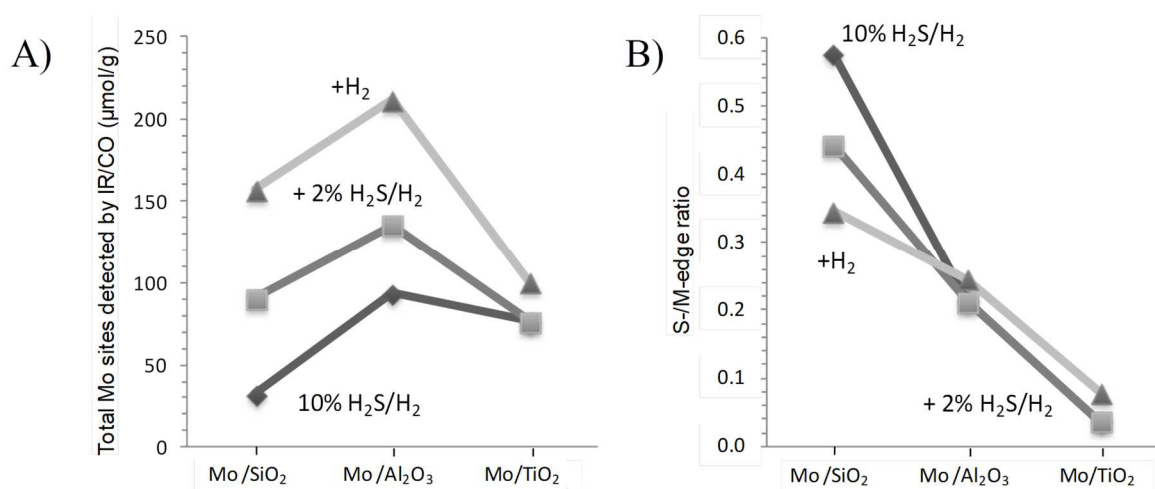 A)
Total Mo sites detected by IR/CO (µmol/g)
250
200
150
100
50
0
+H₂
+ 2% H₂S/H₂
10% H₂S/H₂
Mo /SiO₂
Mo /Al₂O₃
Mo/TiO₂
B)
S-/M-edge ratio
0.6
0.5
0.4
0.3
0.2
0.1
0.0
10% H₂S/H₂
+H₂
+ 2% H₂S/H₂
Mo /SiO₂
Mo /Al₂O₃
Mo/TiO₂